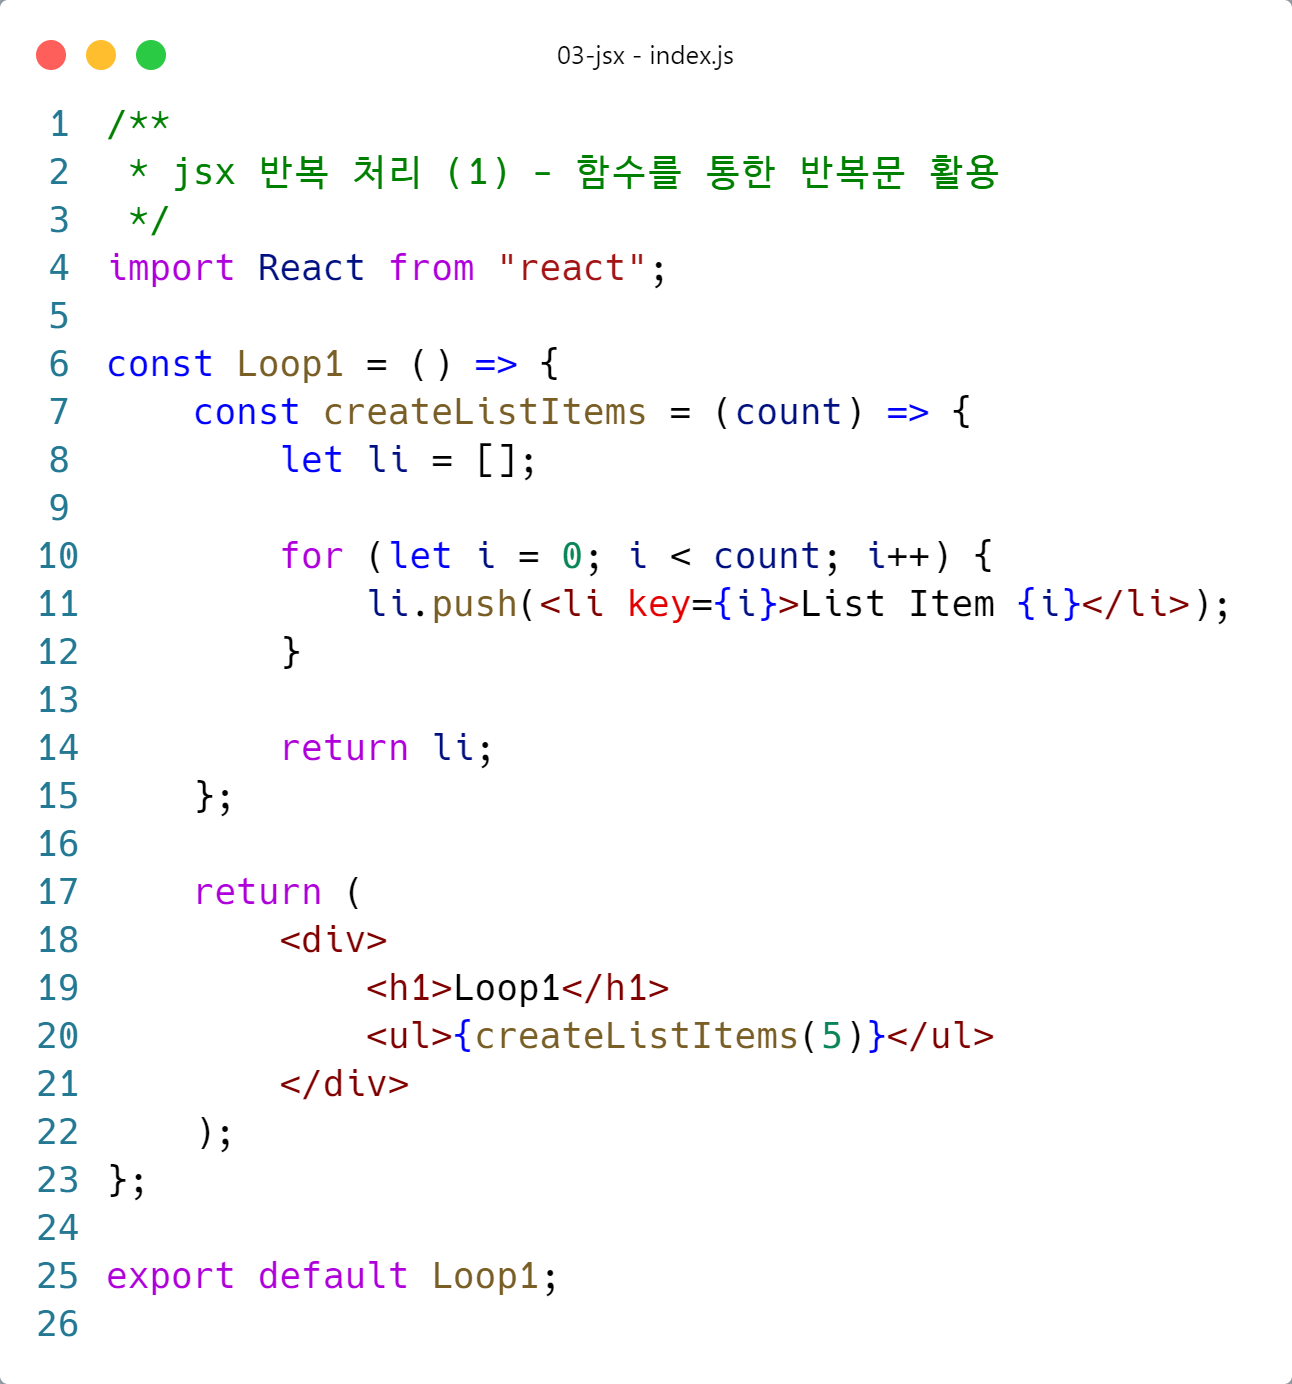 03-jsx - index.js
1 /**
2  * jsx 반복 처리 (1) - 함수를 통한 반복문 활용
3  */
4 import React from "react";
5
6 const Loop1 = () => {
7     const createListItems = (count) => {
8         let li = [];
9
10         for (let i = 0; i < count; i++) {
11             li.push(<li key={i}>List Item {i}</li>);
12         }
13
14         return li;
15     };
16
17     return (
18         <div>
19             <h1>Loop1</h1>
20             <ul>{createListItems(5)}</ul>
21         </div>
22     );
23 };
24
25 export default Loop1;
26